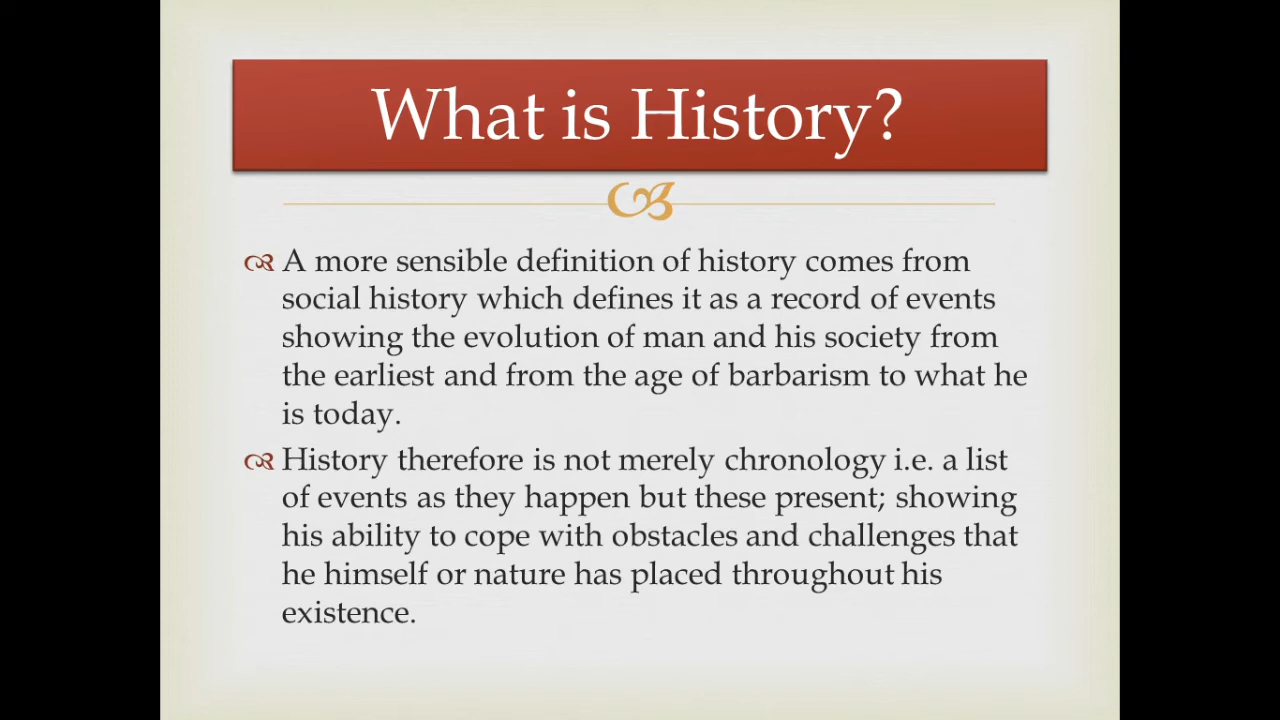 What is History?
A more sensible definition of history comes from
social history which defines it as a record of events
showing the evolution of man and his society from
the earliest and from the age of barbarism to what he
is today.
History therefore is not merely chronology i.e. a list
of events as they happen but these present; showing
his ability to cope with obstacles and challenges that
he himself or nature has placed throughout his
existence.